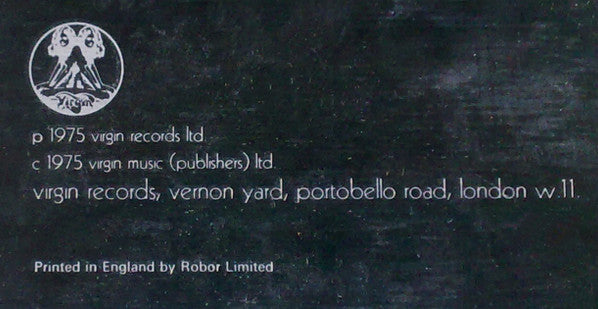 Virgin
p 1975 virgin records ltd.
c 1975 virgin music (publishers) ltd.
virgin records, vernon yard, portobello road, london w.11.
Printed in England by Robor Limited